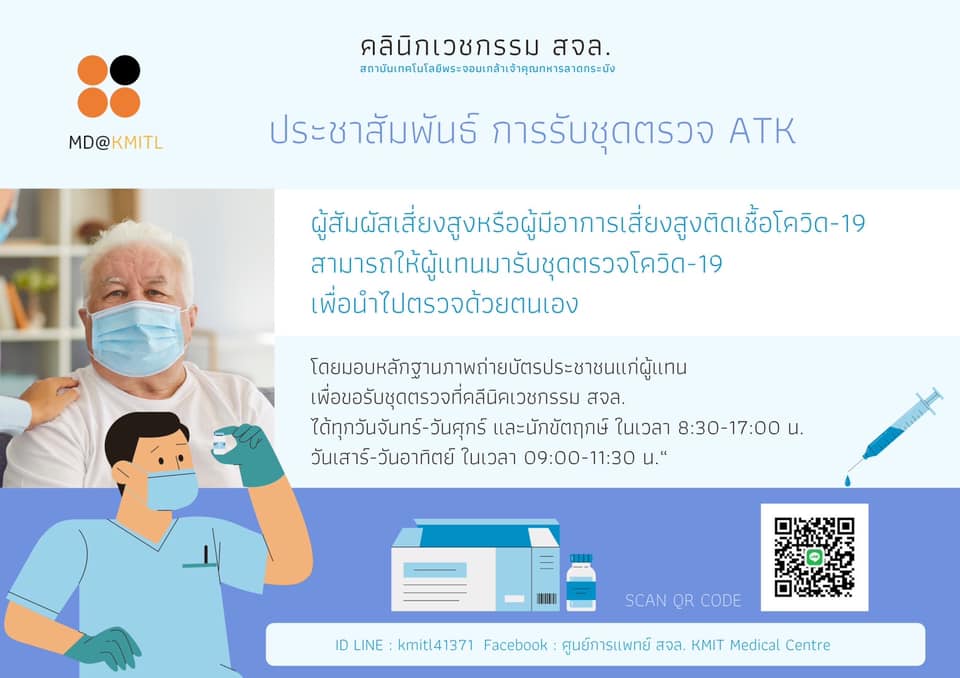 คลินิกเวชกรรม สจล.
สถาบันเทคโนโลยีพระจอมเกล้าเจ้าคุณทหารลาดกระบัง
MD@KMITL
ประชาสัมพันธ์ การรับชุดตรวจ ATK
ผู้สัมผัสเสี่ยงสูงหรือผู้มีอาการเสี่ยงสูงติดเชื้อโควิด-19
สามารถให้ผู้แทนมารับชุดตรวจโควิด-19
เพื่อนำไปตรวจด้วยตนเอง
โดยมอบหลักฐานภาพถ่ายบัตรประชาชนแก่ผู้แทน
เพื่อขอรับชุดตรวจที่คลีนิคเวชกรรม สจล.
ได้ทุกวันจันทร์-วันศุกร์ และนักขัตฤกษ์ ในเวลา 8:30-17:00 น.
วันเสาร์-วันอาทิตย์ ในเวลา 09:00-11:30 น.“
SCAN QR CODE
LINE
ID LINE : kmitl41371 Facebook : ศูนย์การแพทย์ สจล. KMIT Medical Centre